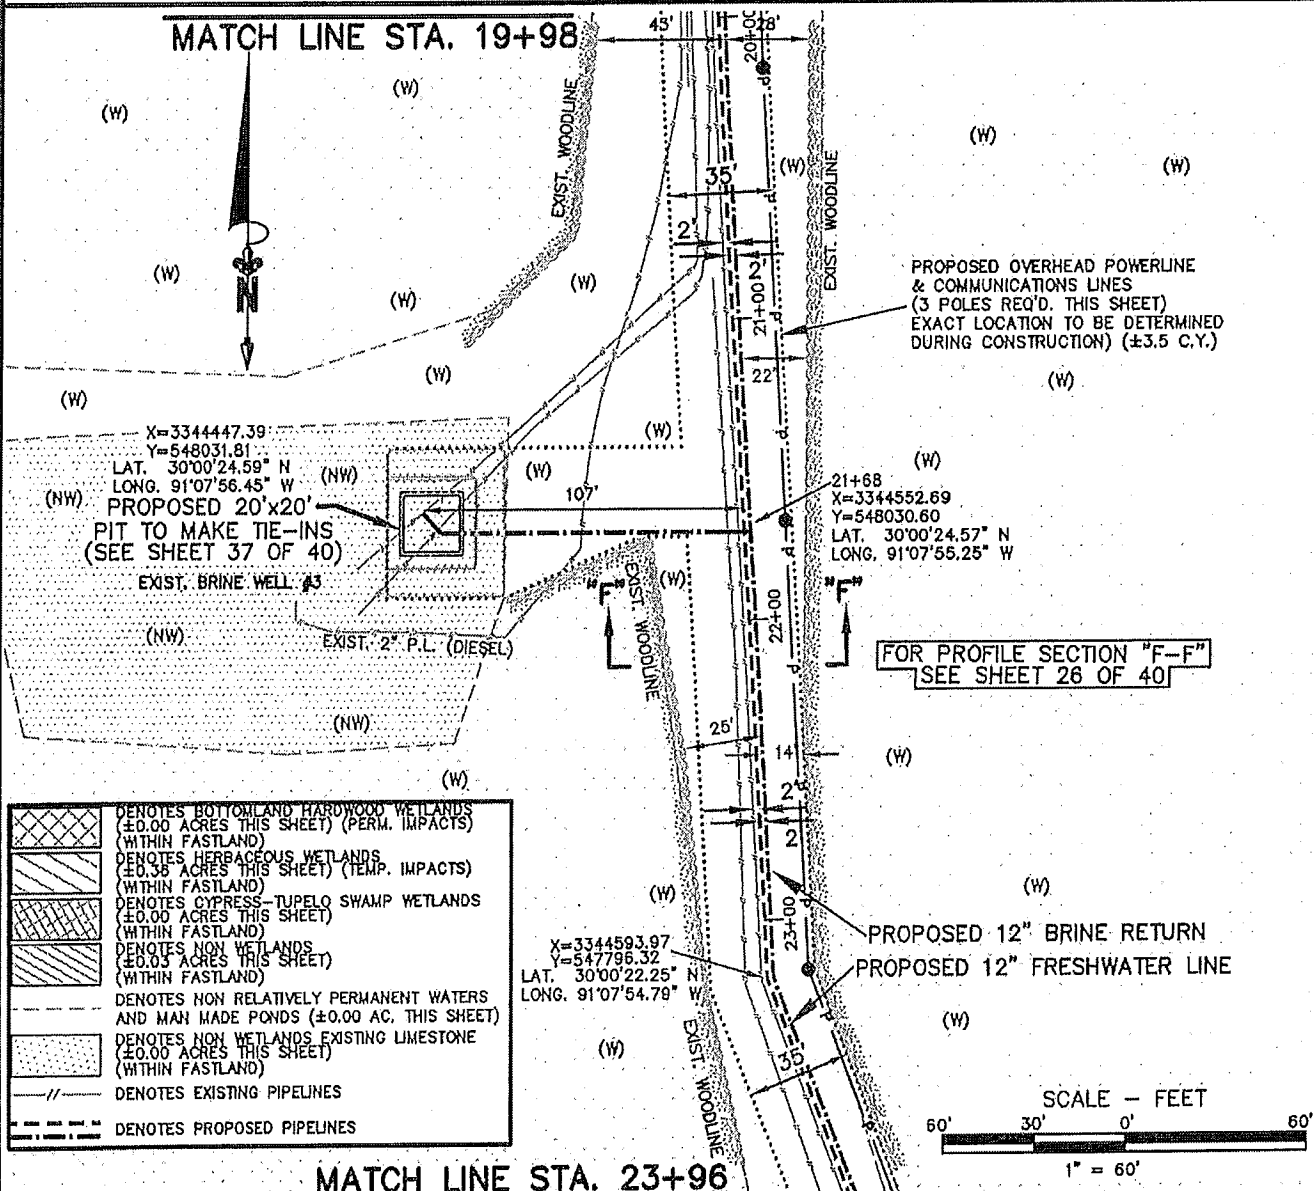 MATCH LINE STA. 19+98
43'
20+00
28'
(W)
(W)
EXIST. WOODLINE
(W)
(W)
(W)
EXIST. WOODLINE
35'
2'
2'
(W)
N
(W)
(W)
21+00
22'
PROPOSED OVERHEAD POWERLINE
& COMMUNICATIONS LINES
(3 POLES REQ'D. THIS SHEET)
EXACT LOCATION TO BE DETERMINED
DURING CONSTRUCTION) (±3.5 C.Y.)
(W)
(W)
(W)
X=3344447.39
Y=548031.81
LAT. 30°00'24.59" N
LONG. 91°07'56.45" W
(NW)
(NW)
(W)
(W)
(W)
PROPOSED 20'x20'
PIT TO MAKE TIE-INS
(SEE SHEET 37 OF 40)
107'
21+68
X=3344552.69
Y=548030.60
LAT. 30°00'24.57" N
LONG. 91°07'55.25" W
EXIST. BRINE WELL #3
(W)
"F"
"F"
EXIST. WOODLINE
22+00
(NW)
EXIST. 2" P.L. (DIESEL)
FOR PROFILE SECTION "F-F"
SEE SHEET 26 OF 40
(NW)
25'
14'
(W)
(W)
2'
2
DENOTES BOTTOMLAND HARDWOOD WETLANDS
(±0.00 ACRES THIS SHEET) (PERM. IMPACTS)
(WITHIN FASTLAND)
DENOTES HERBACEOUS WETLANDS
(±0.36 ACRES THIS SHEET) (TEMP. IMPACTS)
(WITHIN FASTLAND)
DENOTES CYPRESS-TUPELO SWAMP WETLANDS
(±0.00 ACRES THIS SHEET)
(WITHIN FASTLAND)
DENOTES NON WETLANDS
(±0.03 ACRES THIS SHEET)
(WITHIN FASTLAND)
DENOTES NON RELATIVELY PERMANENT WATERS
AND MAN MADE PONDS (±0.00 AC. THIS SHEET)
DENOTES NON WETLANDS EXISTING LIMESTONE
(±0.00 ACRES THIS SHEET)
(WITHIN FASTLAND)
DENOTES EXISTING PIPELINES
DENOTES PROPOSED PIPELINES
(W)
(W)
23+00
PROPOSED 12" BRINE RETURN
PROPOSED 12" FRESHWATER LINE
X=3344593.97
Y=547796.32
LAT. 30°00'22.25" N
LONG. 91°07'54.79" W
(W)
(W)
EXIST. WOODLINE
35'
SCALE - FEET
60' 30' 0' 60'
1" = 60'
MATCH LINE STA. 23+96